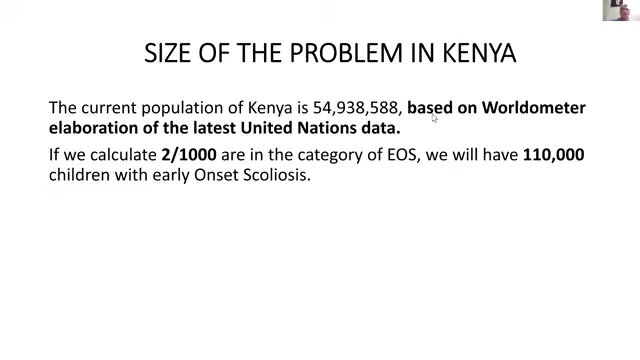 SIZE OF THE PROBLEM IN KENYA
The current population of Kenya is 54,938,588, based on Worldometer
elaboration of the latest United Nations data.
If we calculate 2/1000 are in the category of EOS, we will have 110,000
children with early Onset Scoliosis.